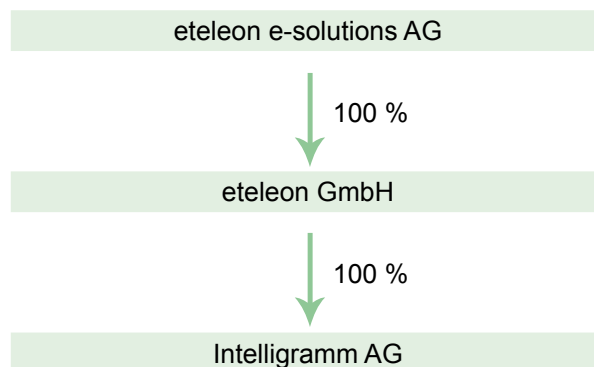 eteleon e-solutions AG
100 %
eteleon GmbH
100 %
Intelligramm AG